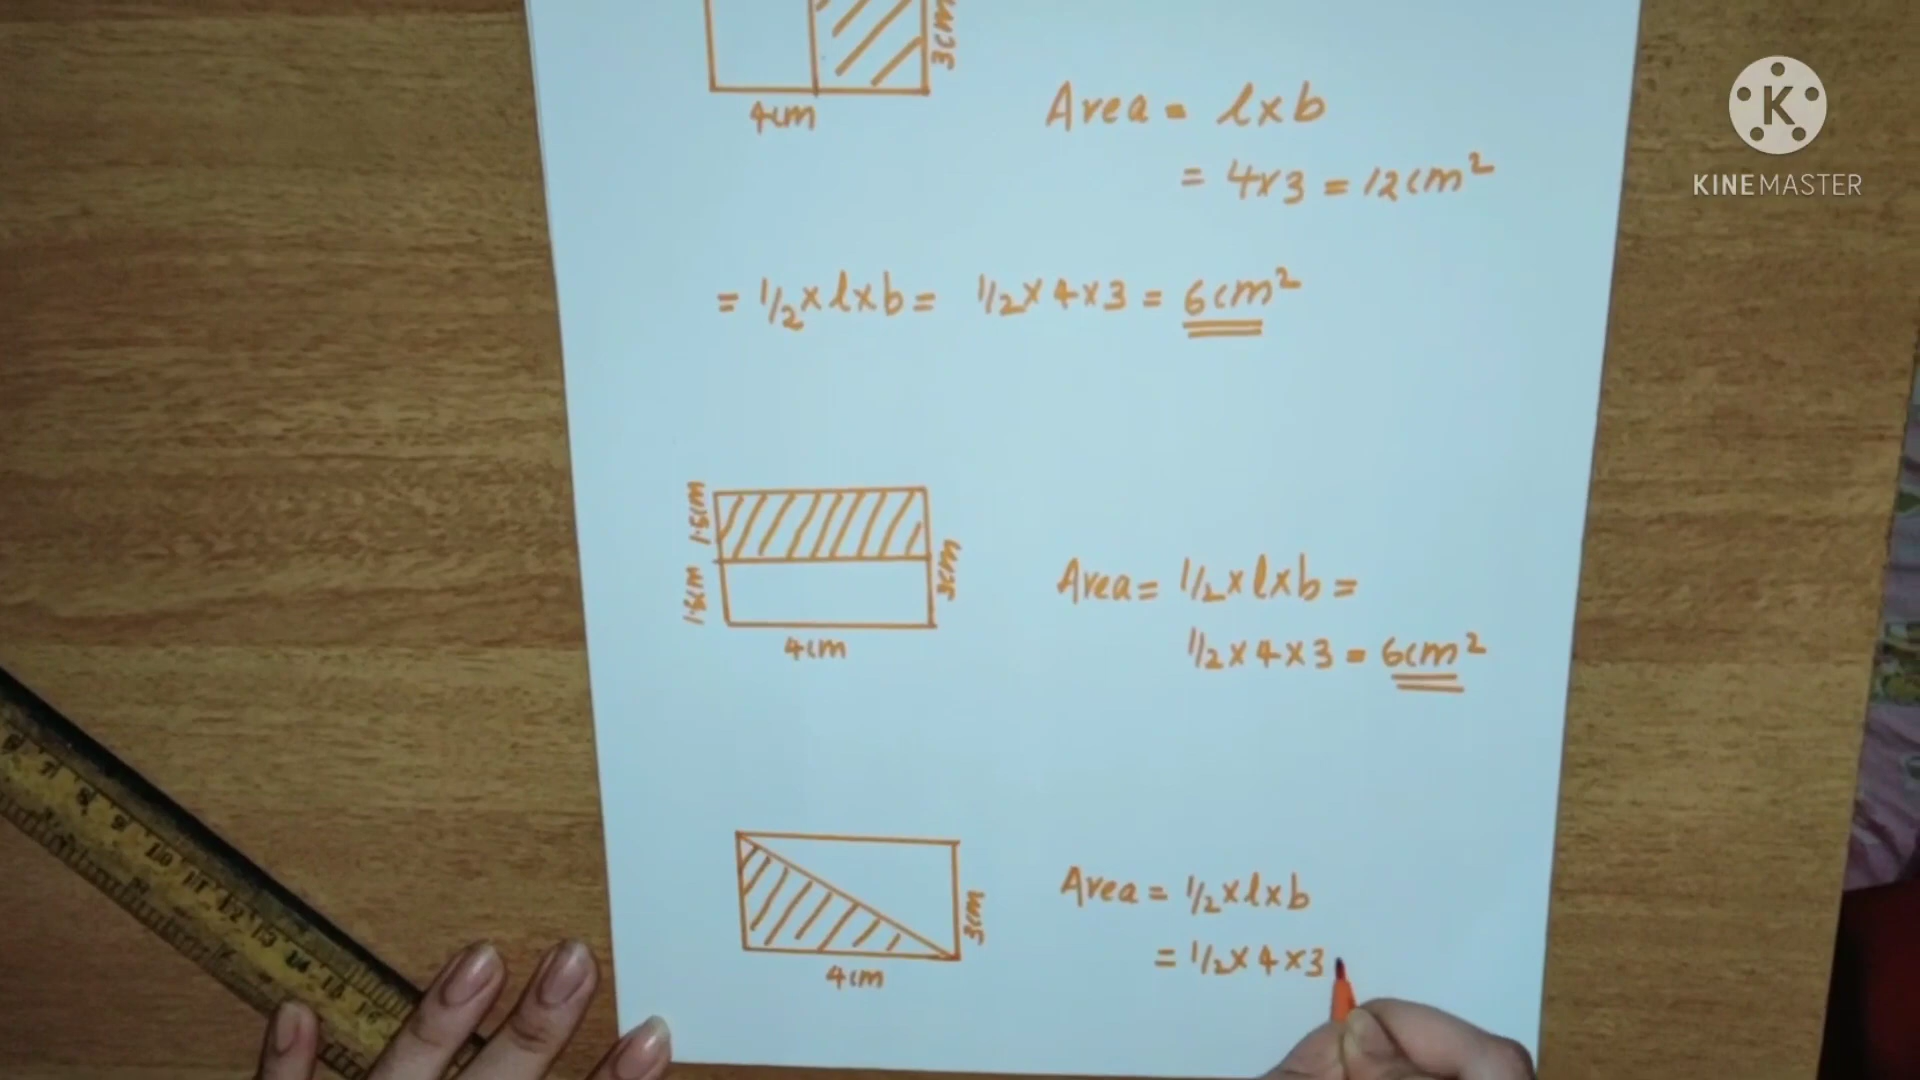 3cm
4cm
Area = l×b
= 4×3 = 12cm²
KINEMASTER
= 1/2 × l×b = 1/2 × 4 × 3 = 6cm²
1.5cm
1.5cm
3cm
4cm
Area = 1/2 × l × b =
1/2 × 4 × 3 = 6cm²
3cm
4cm
Area = 1/2 × l × b
= 1/2 × 4 × 3